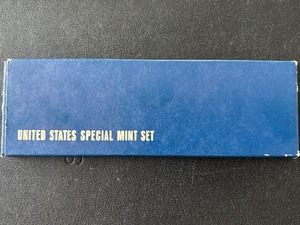 UNITED STATES SPECIAL MINT SET